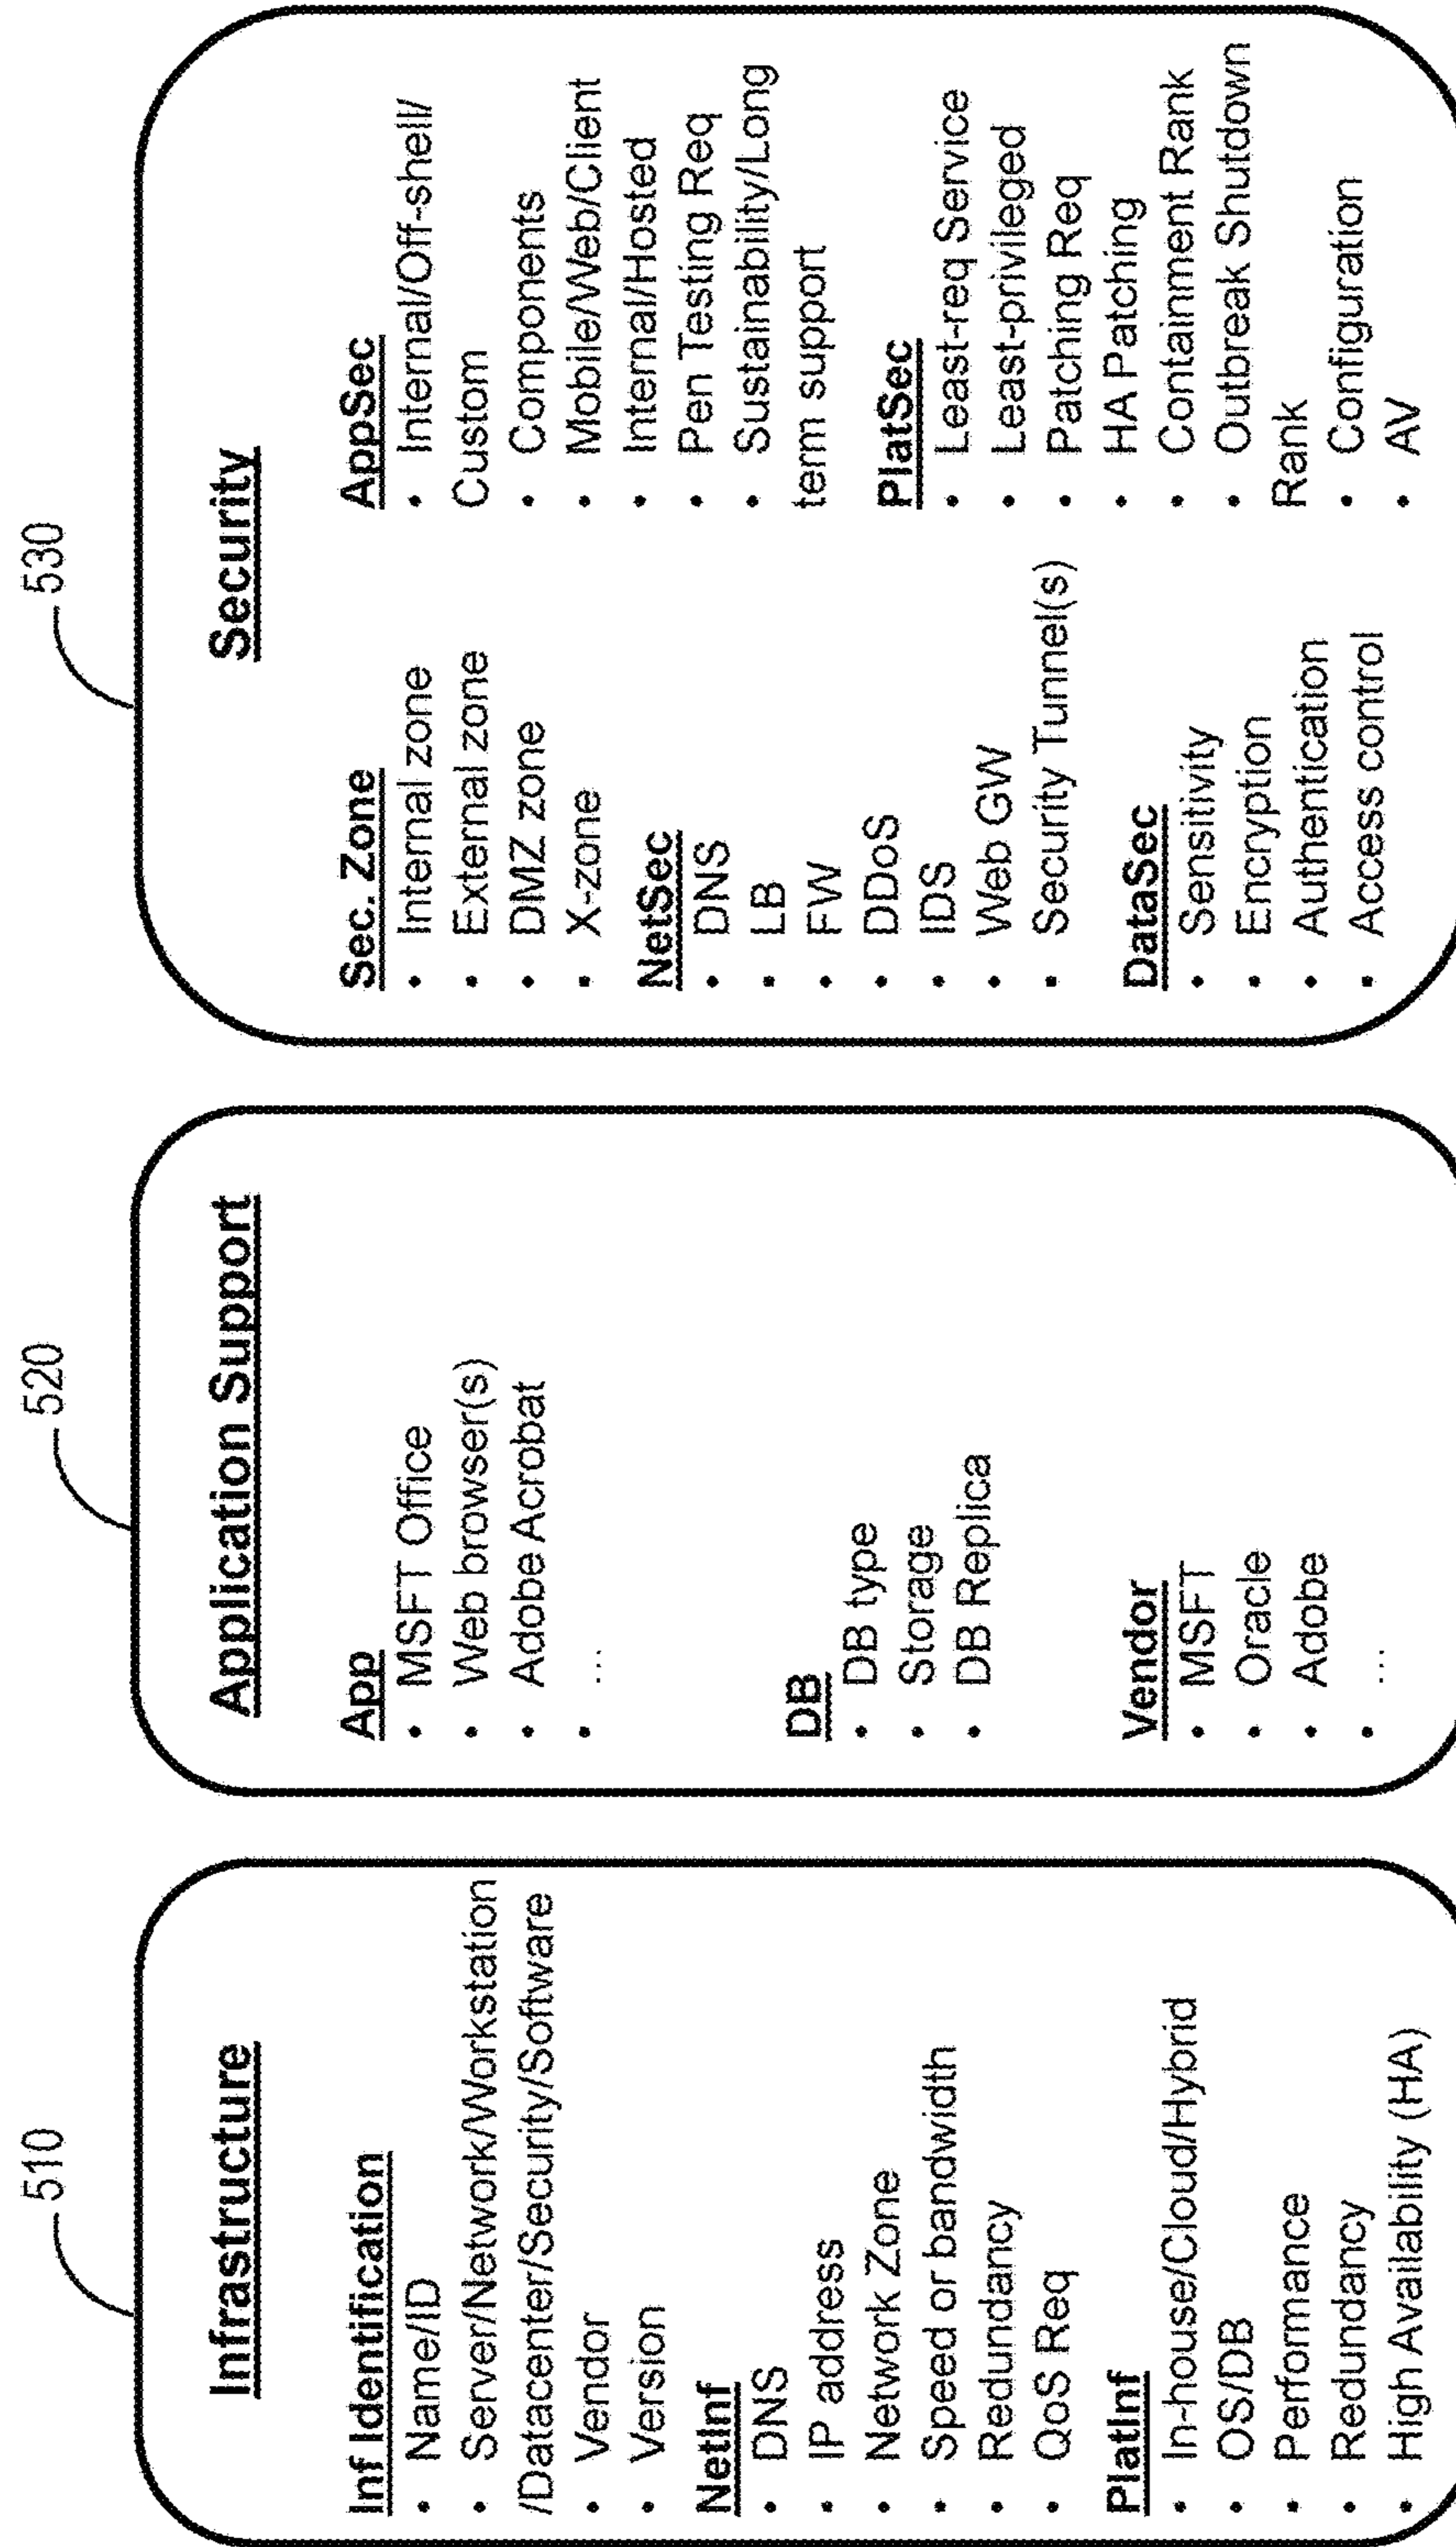 510
Infrastructure
Inf Identification
• Name/ID
• Server/Network/Workstation
/Datacenter/Security/Software
• Vendor
• Version
NetInf
• DNS
• IP address
• Network Zone
• Speed or bandwidth
• Redundancy
• QoS Req
PlatInf
• In-house/Cloud/Hybrid
• OS/DB
• Performance
• Redundancy
• High Availability (HA)
520
Application Support
App
• MSFT Office
• Web browser(s)
• Adobe Acrobat
• ...
DB
• DB type
• Storage
• DB Replica
Vendor
• MSFT
• Oracle
• Adobe
• ...
530
Security
Sec. Zone
• Internal zone
• External zone
• DMZ zone
• X-zone
NetSec
• DNS
• LB
• FW
• DDoS
• IDS
• Web GW
• Security Tunnel(s)
DataSec
• Sensitivity
• Encryption
• Authentication
• Access control
AppSec
• Internal/Off-shell/
Custom
• Components
• Mobile/Web/Client
• Internal/Hosted
• Pen Testing Req
• Sustainability/Long
term support
PlatSec
• Least-req Service
• Least-privileged
• Patching Req
• HA Patching
• Containment Rank
• Outbreak Shutdown
Rank
• Configuration
• AV